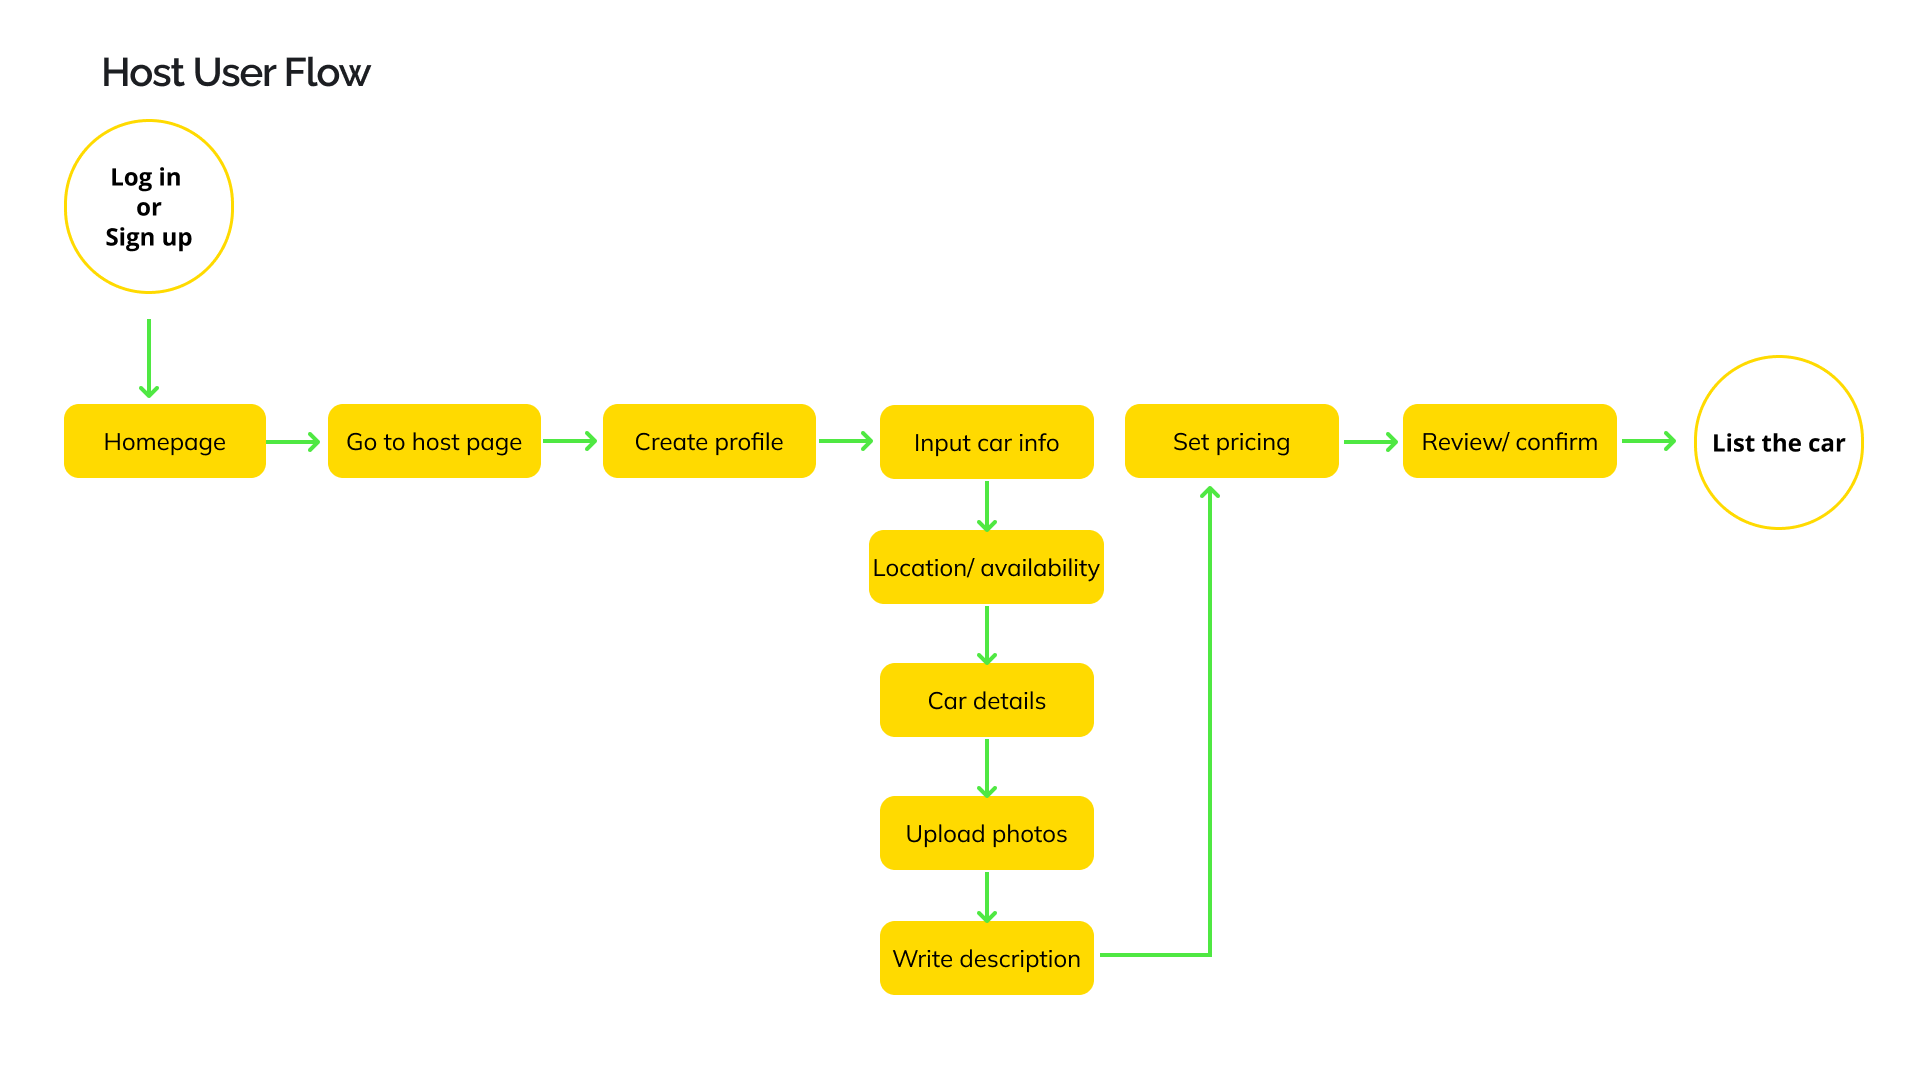 Host User Flow
Log in
or
Sign up
Homepage
Go to host page
Create profile
Input car info
Location/ availability
Car details
Upload photos
Write description
Set pricing
Review/ confirm
List the car